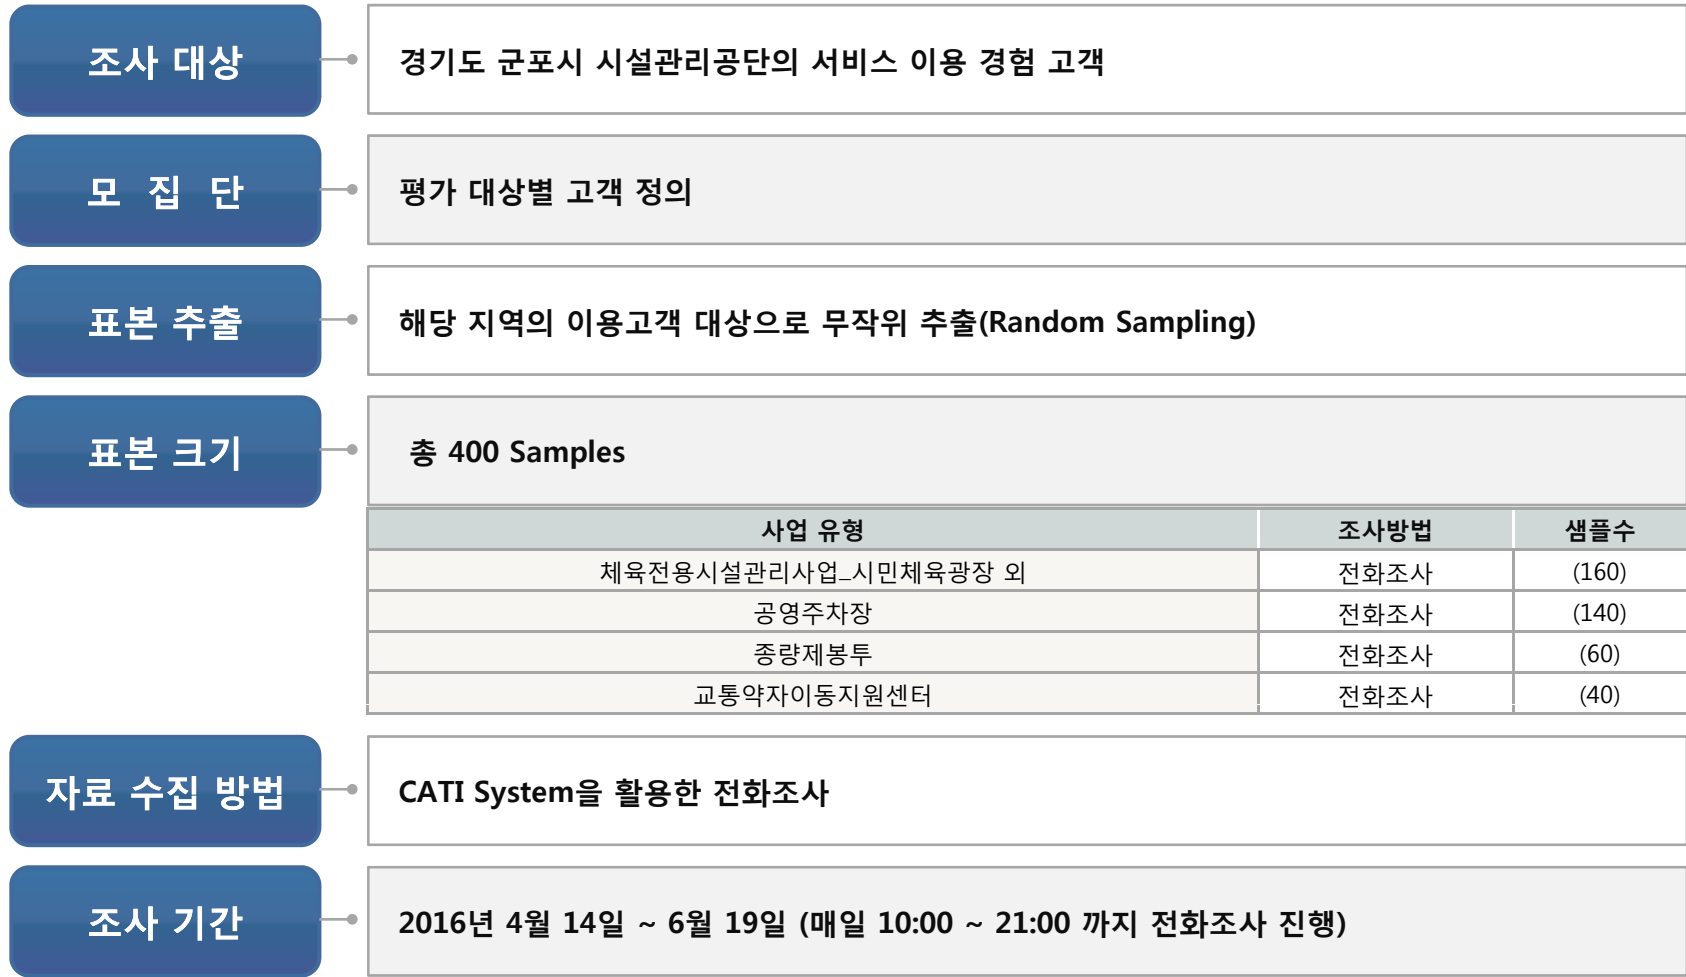 조사 대상
경기도 군포시 시설관리공단의 서비스 이용 경험 고객
모 집 단
평가 대상별 고객 정의
표본 추출
해당 지역의 이용고객 대상으로 무작위 추출(Random Sampling)
표본 크기
총 400 Samples
사업 유형 조사방법 샘플수
체육전용시설관리사업_시민체육광장 외 전화조사 (160)
공영주차장 전화조사 (140)
종량제봉투 전화조사 (60)
교통약자이동지원센터 전화조사 (40)
자료 수집 방법
CATI System을 활용한 전화조사
조사 기간
2016년 4월 14일 ~ 6월 19일 (매일 10:00 ~ 21:00 까지 전화조사 진행)